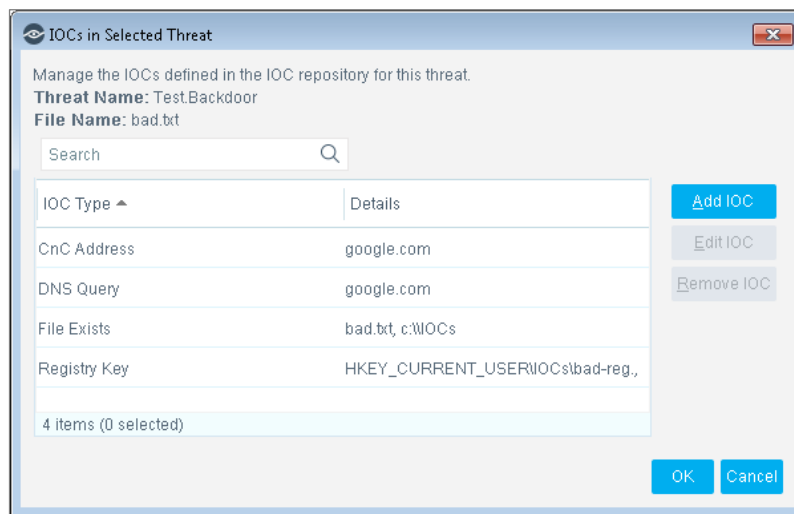 IOCs in Selected Threat
Manage the IOCs defined in the IOC repository for this threat.
Threat Name: Test.Backdoor
File Name: bad.txt
Search
IOC Type Details
Add IOC
CnC Address google.com
Edit IOC
DNS Query google.com
Remove IOC
File Exists bad.txt, c:\\IOCs
Registry Key HKEY_CURRENT_USER\IOCs\bad-reg.,
4 items (0 selected)
OK Cancel